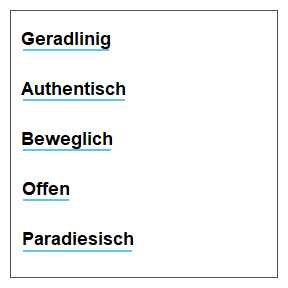 Geradlinig
Authentisch
Beweglich
Offen
Paradiesisch